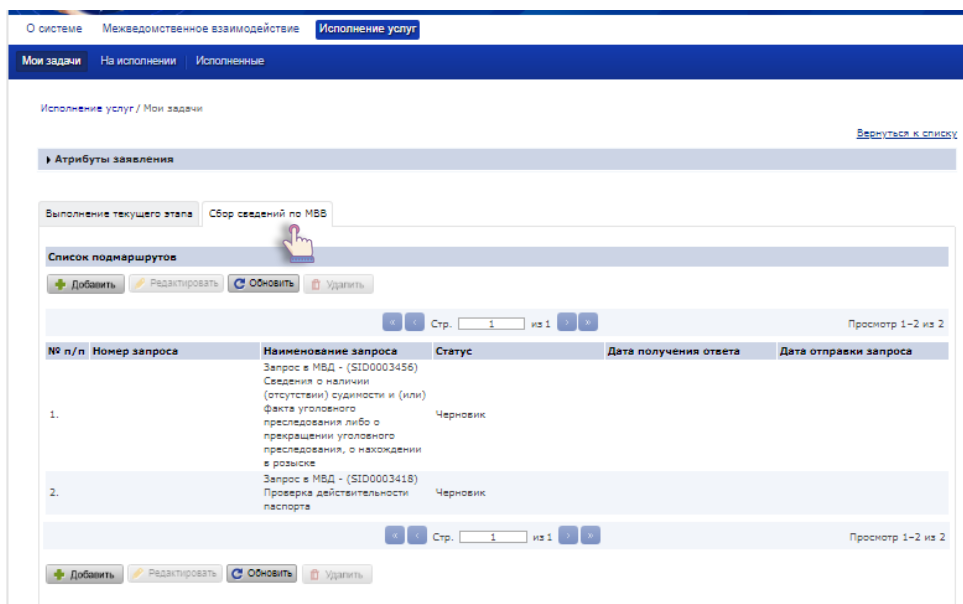 О системе Межведомственное взаимодействие Исполнение услуг
Мои задачи На исполнении Исполненные
Исполнение услуг / Мои задачи
Вернуться к списку
Атрибуты заявления
Выполнение текущего этапа Сбор сведений по МВВ
Список подмаршрутов
Добавить Редактировать Обновить Удалить
« ‹ Стр. 1 из 1 › » Просмотр 1–2 из 2
№ п/п Номер запроса Наименование запроса Статус Дата получения ответа Дата отправки запроса
Запрос в МВД - (SID0003456)
Сведения о наличии
(отсутствии) судимости и (или)
факта уголовного
1. преследования либо о Черновик
прекращении уголовного
преследования, о нахождении
в розыске
Запрос в МВД - (SID0003418)
2. Проверка действительности Черновик
паспорта
« ‹ Стр. 1 из 1 › » Просмотр 1–2 из 2
Добавить Редактировать Обновить Удалить